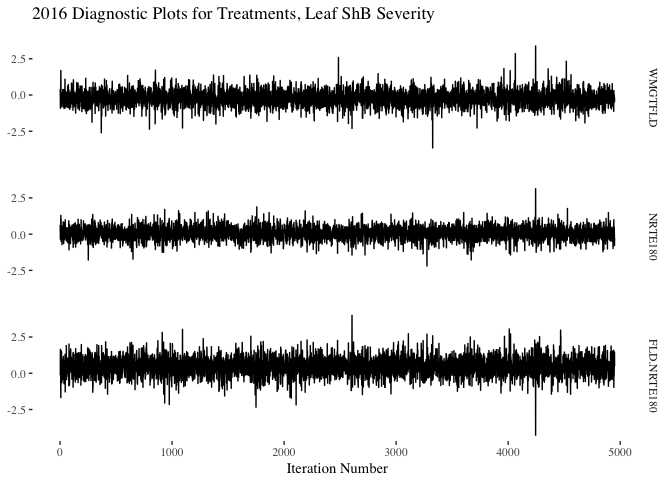 2016 Diagnostic Plots for Treatments, Leaf ShB Severity
2.5
0.0
-2.5
WMGTFLD
2.5
0.0
-2.5
NRTE180
2.5
0.0
-2.5
FLD.NRTE180
0 1000 2000 3000 4000 5000
Iteration Number